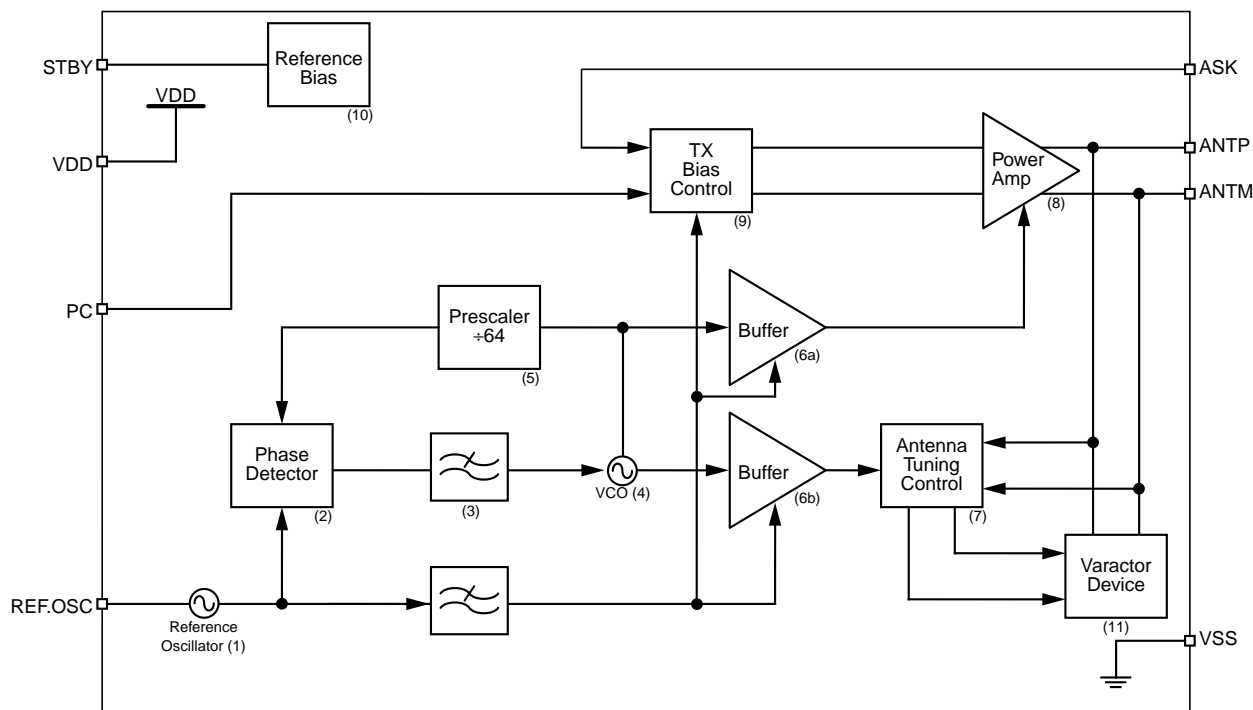 STBY
Reference
Bias
(10)
ASK
VDD
VDD
TX
Bias
Control
(9)
Power
Amp
(8)
ANTP
ANTM
PC
Prescaler
÷64
(5)
Buffer
(6a)
Phase
Detector
(2)
(3)
VCO (4)
Buffer
(6b)
Antenna
Tuning
Control
(7)
REF.OSC
Reference
Oscillator (1)
Varactor
Device
(11)
VSS